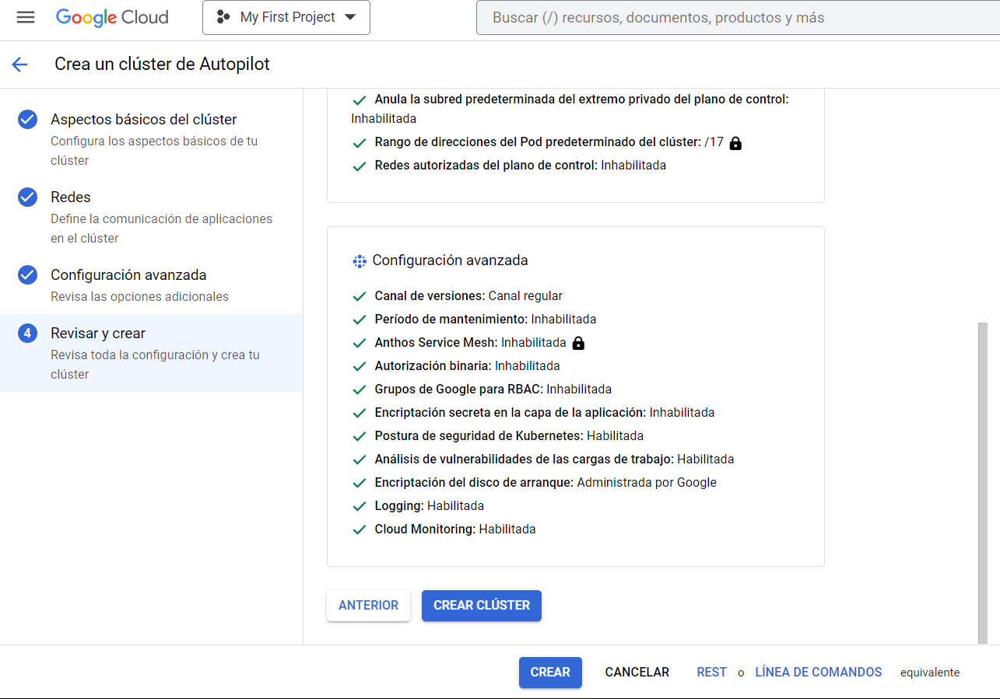 Google Cloud
My First Project
Buscar (/) recursos, documentos, productos y más
Crea un clúster de Autopilot
Aspectos básicos del clúster
Configura los aspectos básicos de tu
clúster
Redes
Define la comunicación de aplicaciones
en el clúster
Configuración avanzada
Revisa las opciones adicionales
4
Revisar y crear
Revisa toda la configuración y crea tu
clúster
Anula la subred predeterminada del extremo privado del plano de control:
Inhabilitada
Rango de direcciones del Pod predeterminado del clúster: /17
Redes autorizadas del plano de control: Inhabilitada
Configuración avanzada
Canal de versiones: Canal regular
Período de mantenimiento: Inhabilitada
Anthos Service Mesh: Inhabilitada
Autorización binaria: Inhabilitada
Grupos de Google para RBAC: Inhabilitada
Encriptación secreta en la capa de la aplicación: Inhabilitada
Postura de seguridad de Kubernetes: Habilitada
Análisis de vulnerabilidades de las cargas de trabajo: Habilitada
Encriptación del disco de arranque: Administrada por Google
Logging: Habilitada
Cloud Monitoring: Habilitada
ANTERIOR
CREAR CLÚSTER
CREAR
CANCELAR
REST o LÍNEA DE COMANDOS equivalente